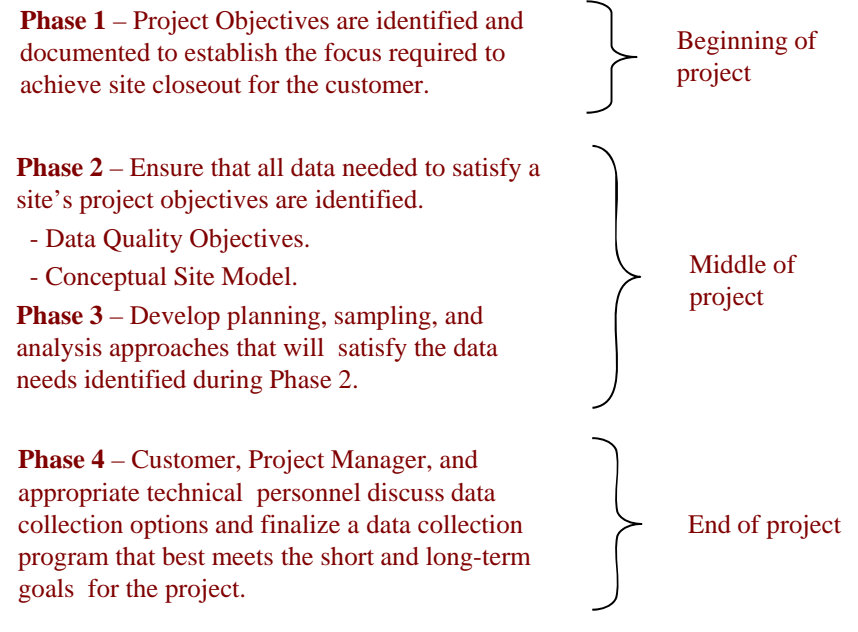 Phase 1 – Project Objectives are identified and
documented to establish the focus required to
achieve site closeout for the customer.
Beginning of
project
Phase 2 – Ensure that all data needed to satisfy a
site’s project objectives are identified.
- Data Quality Objectives.
- Conceptual Site Model.
Phase 3 – Develop planning, sampling, and
analysis approaches that will satisfy the data
needs identified during Phase 2.
Middle of
project
Phase 4 – Customer, Project Manager, and
appropriate technical personnel discuss data
collection options and finalize a data collection
program that best meets the short and long-term
goals for the project.
End of project